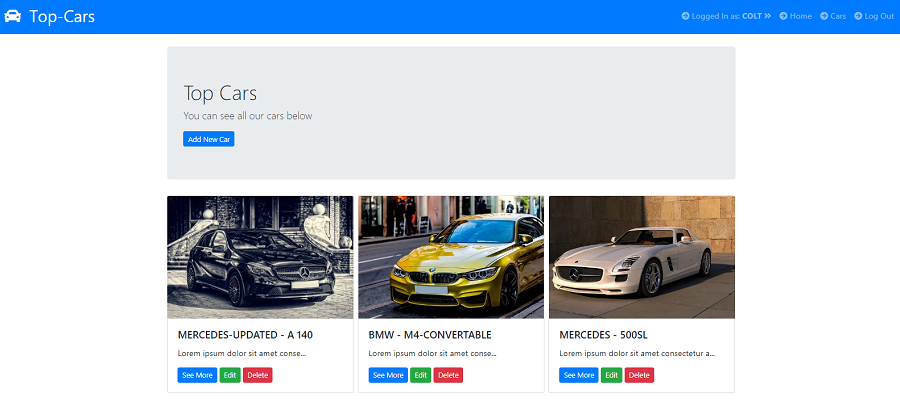 Top-Cars
Logged In as: COLT
Home
Cars
Log Out
Top Cars
You can see all our cars below
Add New Car
MERCEDES-UPDATED - A 140
Lorem ipsum dolor sit amet conse...
See More Edit Delete
BMW - M4-CONVERTABLE
Lorem ipsum dolor sit amet conse...
See More Edit Delete
MERCEDES - 500SL
Lorem ipsum dolor sit amet consectetur a...
See More Edit Delete